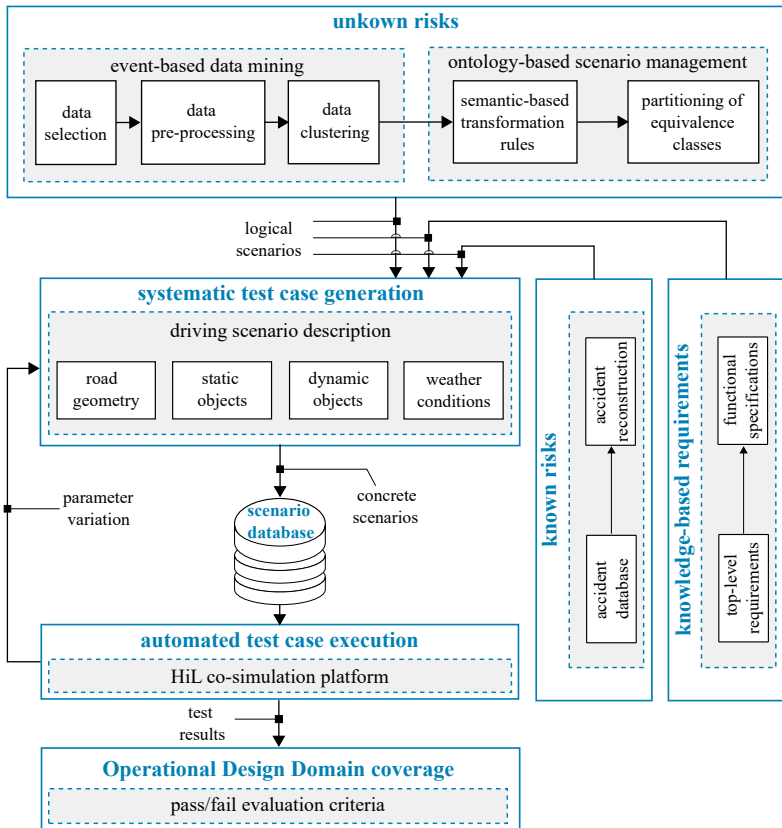 unkown risks
event-based data mining
data
selection
data
pre-processing
data
clustering
ontology-based scenario management
semantic-based
transformation
rules
partitioning of
equivalence
classes
logical
scenarios
systematic test case generation
driving scenario description
road
geometry
static
objects
dynamic
objects
weather
conditions
parameter
variation
concrete
scenarios
scenario
database
automated test case execution
HiL co-simulation platform
test
results
Operational Design Domain coverage
pass/fail evaluation criteria
known risks
accident
reconstruction
accident
database
knowledge-based requirements
functional
specifications
top-level
requirements